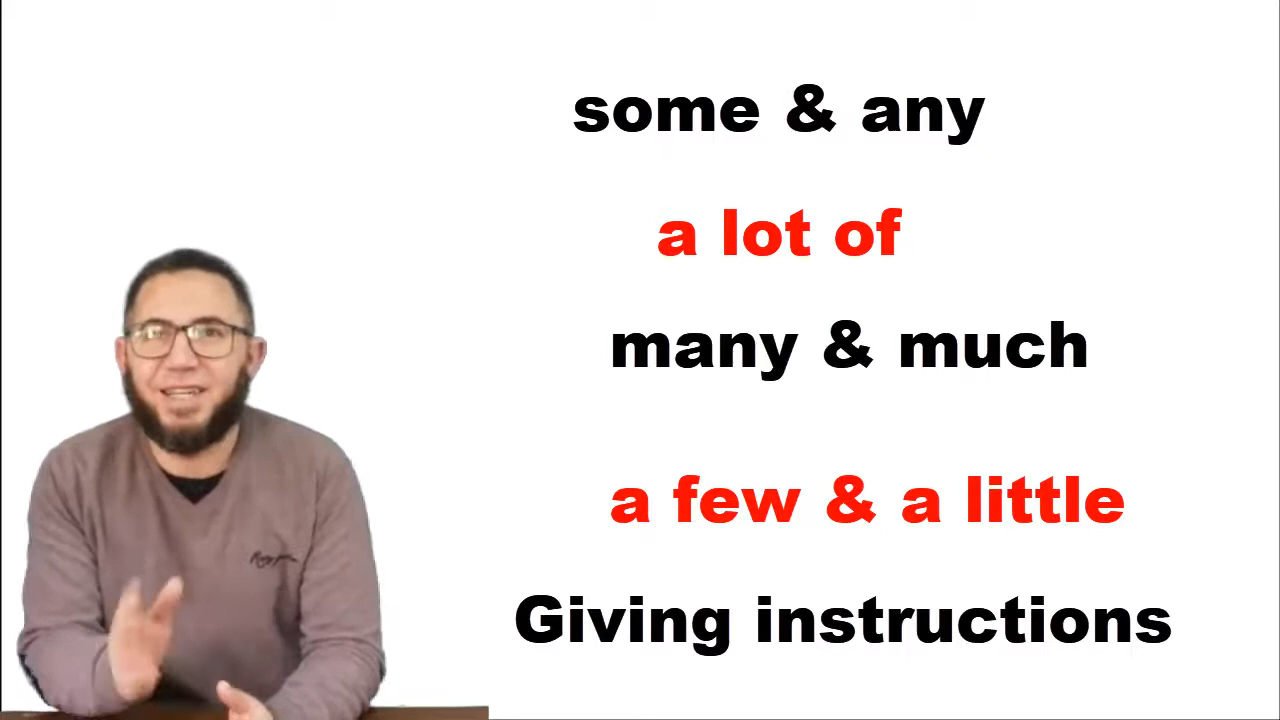 some & any
a lot of
many & much
a few & a little
Giving instructions